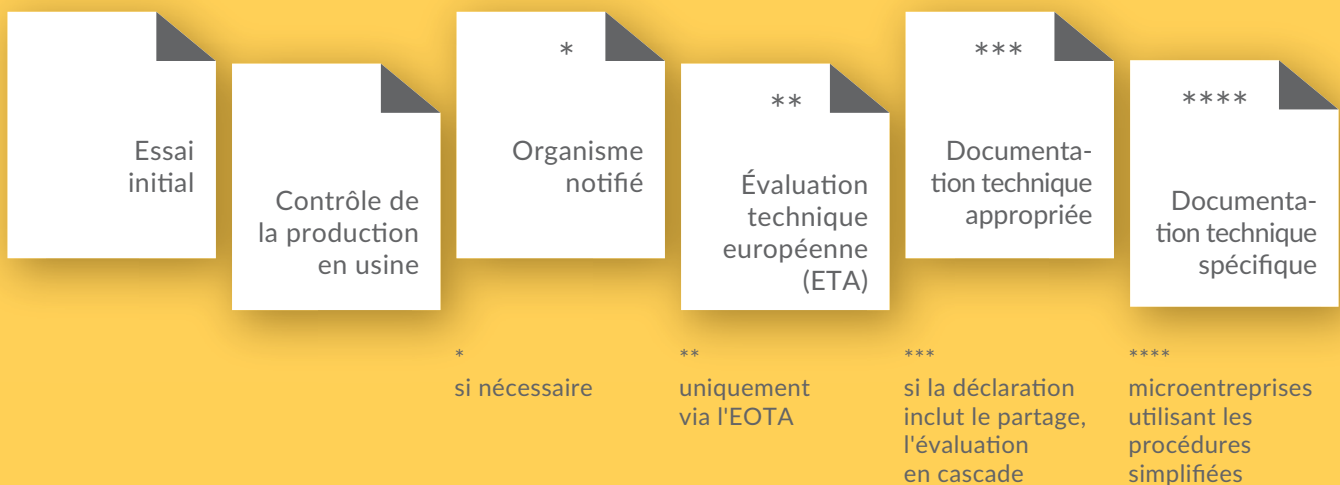 Essai
initial
Contrôle de
la production
en usine
*
Organisme
notifié
**
Évaluation
technique
européenne
(ETA)
***
Documenta-
tion technique
appropriée
****
Documenta-
tion technique
spécifique
*
si nécessaire
**
uniquement
via l'EOTA
***
si la déclaration
inclut le partage,
l'évaluation
en cascade
****
microentreprises
utilisant les
procédures
simplifiées